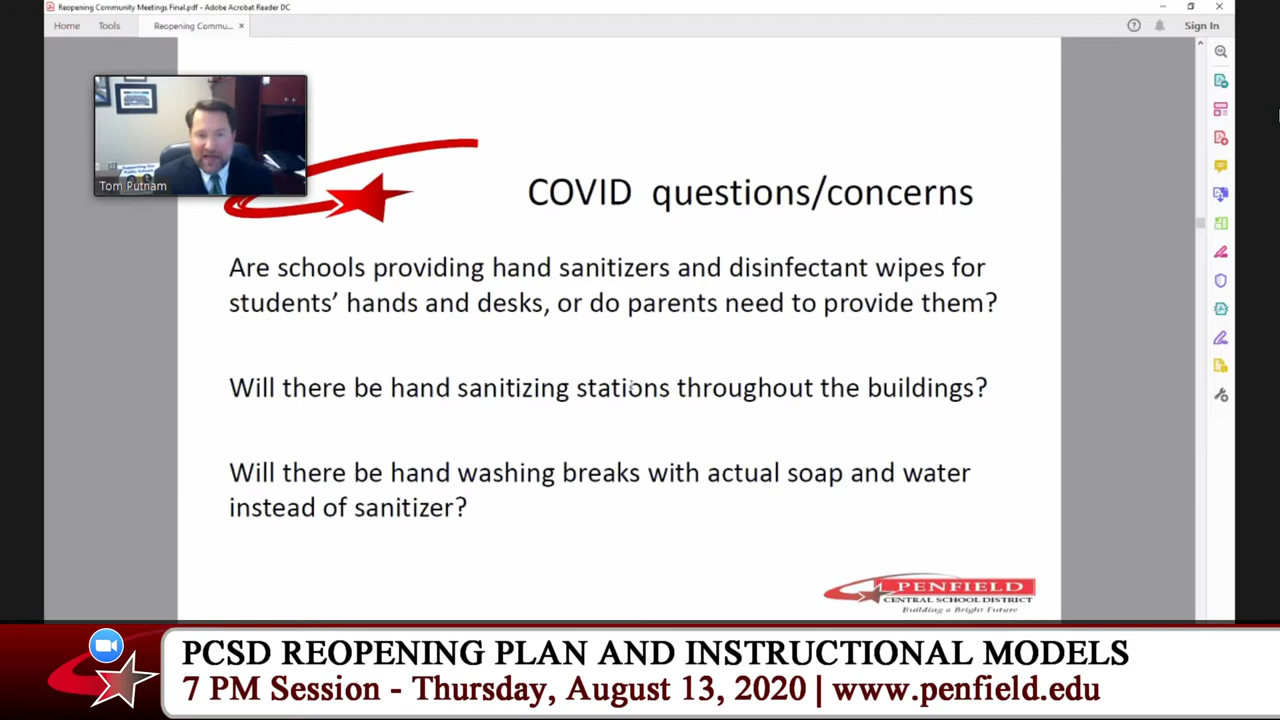 Reopening Community Meetings Final.pdf - Adobe Acrobat Reader DC
Home Tools Reopening Commu... × Sign In
Tom Putnam
COVID questions/concerns
Are schools providing hand sanitizers and disinfectant wipes for
students’ hands and desks, or do parents need to provide them?
Will there be hand sanitizing stations throughout the buildings?
Will there be hand washing breaks with actual soap and water
instead of sanitizer?
PENFIELD
CENTRAL SCHOOL DISTRICT
Building a Bright Future
PCSD REOPENING PLAN AND INSTRUCTIONAL MODELS
7 PM Session - Thursday, August 13, 2020 | www.penfield.edu